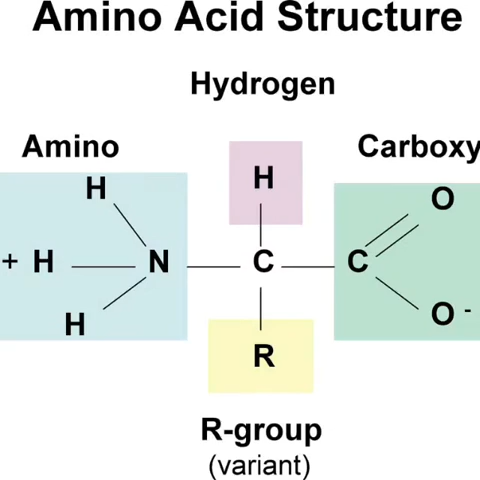 Amino Acid Structure
Hydrogen
Amino
Carboxy
H
H
O
+ H
N
C
C
H
O -
R
R-group
(variant)